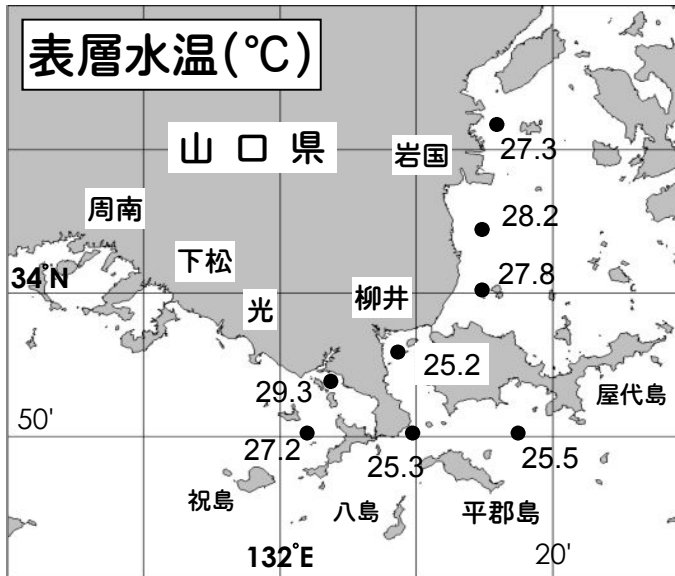 表層水温(℃)
山口県
岩国
27.3
周南
28.2
下松
34°N
27.8
光
柳井
25.2
29.3
屋代島
50'
27.2
25.3
25.5
祝島
八島
平郡島
132°E
20'